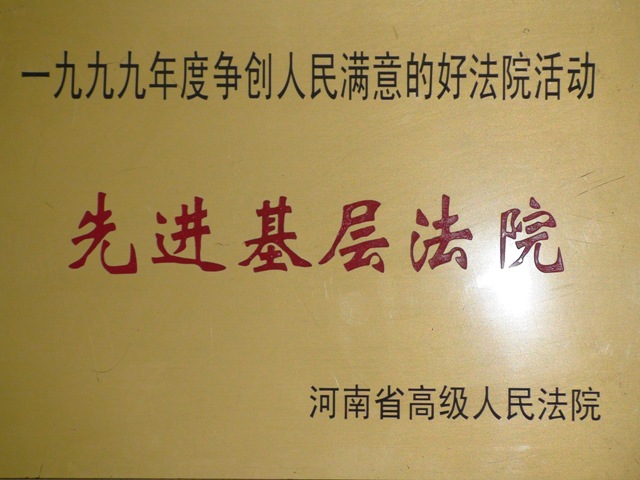 一九九九年度争创人民满意的好法院活动
先进基层法院
河南省高级人民法院